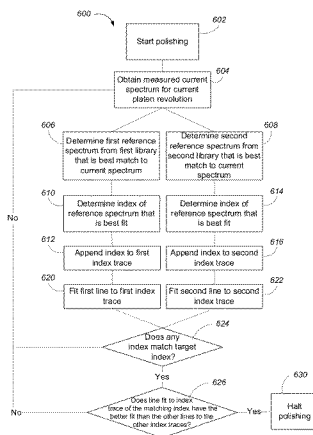 600
602
Start polishing
604
Obtain measured current
spectrum for current
platen revolution
606
Determine first reference
spectrum from first library
that is best match to
current spectrum
608
Determine second
reference spectrum from
second library that is best
match to current
spectrum
610
Determine index of
reference spectrum that
is best fit
614
Determine index of
reference spectrum that
is best fit
No
612
Append index to first
index trace
616
Append index to second
index trace
620
Fit first line to first index
trace
622
Fit second line to second
index trace
624
Does any
index match target
index?
Yes
626
Does line fit to index
trace of the matching index have the
better fit than the other lines to the
other index traces?
No
Yes
630
Halt
polishing